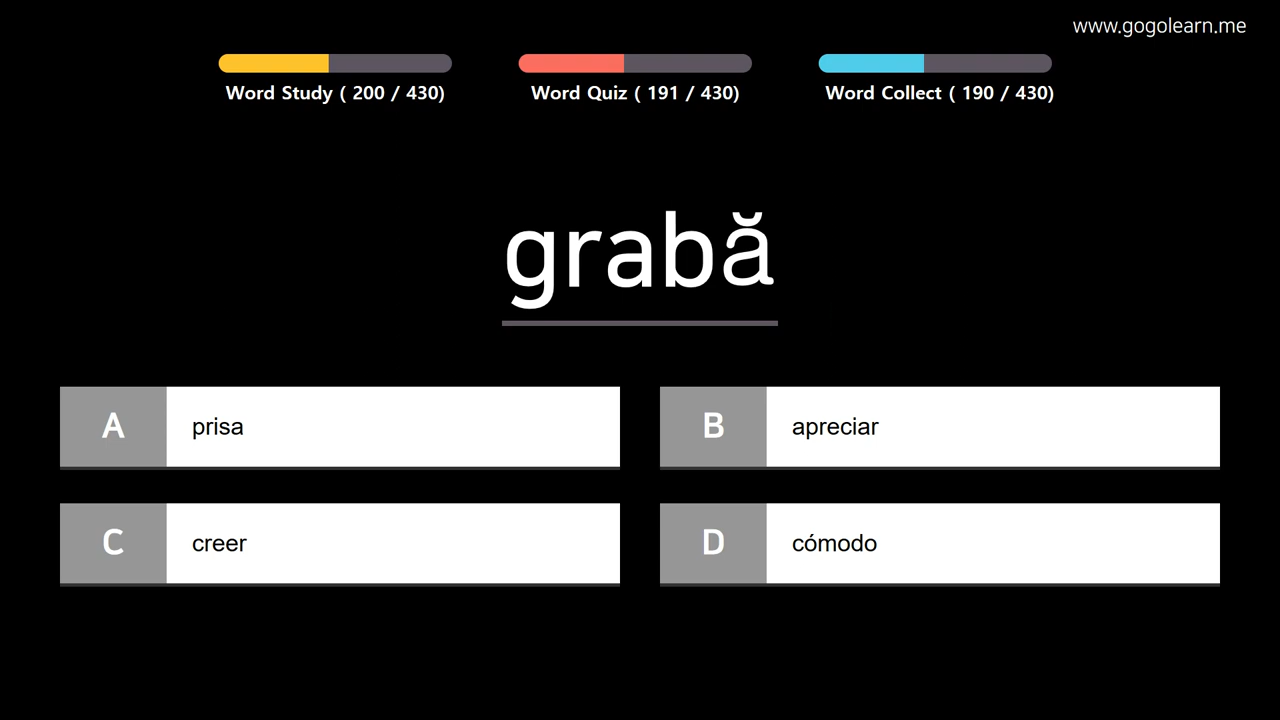 www.gogolearn.me
Word Study ( 200 / 430)
Word Quiz ( 191 / 430)
Word Collect ( 190 / 430)
grabă
A prisa
B apreciar
C creer
D cómodo